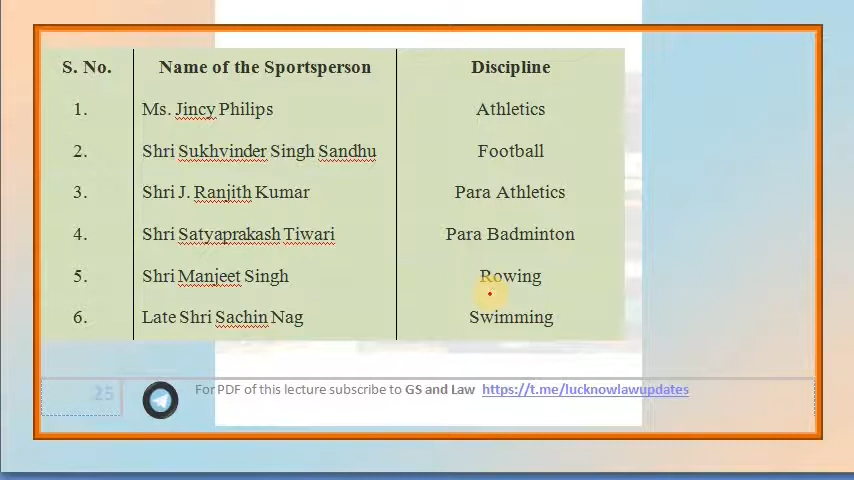 S. No. Name of the Sportsperson Discipline
1. Ms. Jincy Philips Athletics
2. Shri Sukhvinder Singh Sandhu Football
3. Shri J. Ranjith Kumar Para Athletics
4. Shri Satyaprakash Tiwari Para Badminton
5. Shri Manjeet Singh Rowing
6. Late Shri Sachin Nag Swimming
25 For PDF of this lecture subscribe to GS and Law https://t.me/lucknowlawupdates